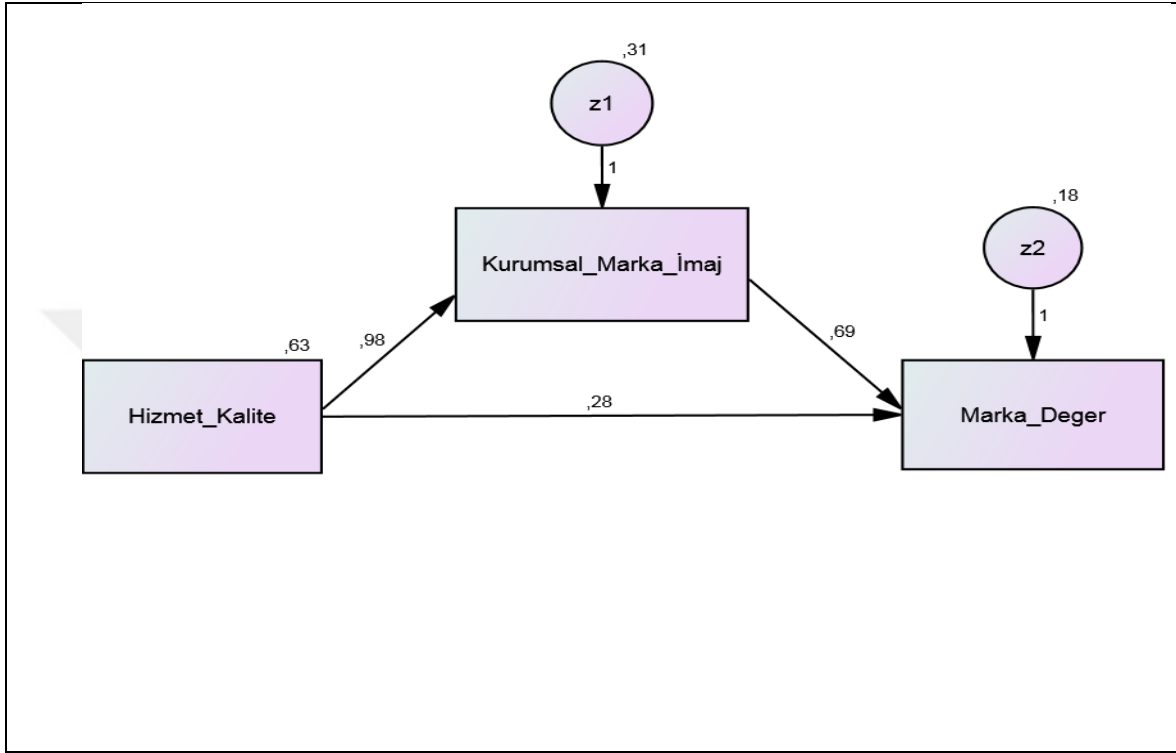 ,31
z1
1
Kurumsal_Marka_İmaj
,18
z2
1
,63
,98
,69
Hizmet_Kalite
,28
Marka_Deger